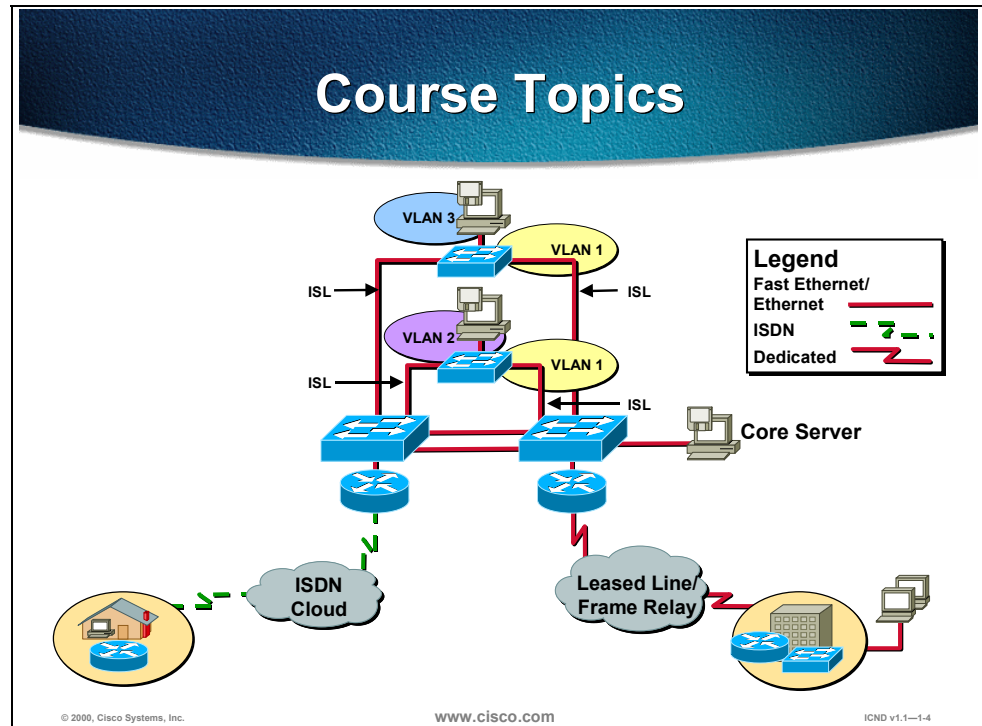 Course Topics
VLAN 3
VLAN 1
ISL
ISL
VLAN 2
VLAN 1
ISL
ISL
Legend
Fast Ethernet/
Ethernet
ISDN
Dedicated
Core Server
ISDN
Cloud
Leased Line/
Frame Relay
© 2000, Cisco Systems, Inc.
www.cisco.com
ICND v1.1—1-4